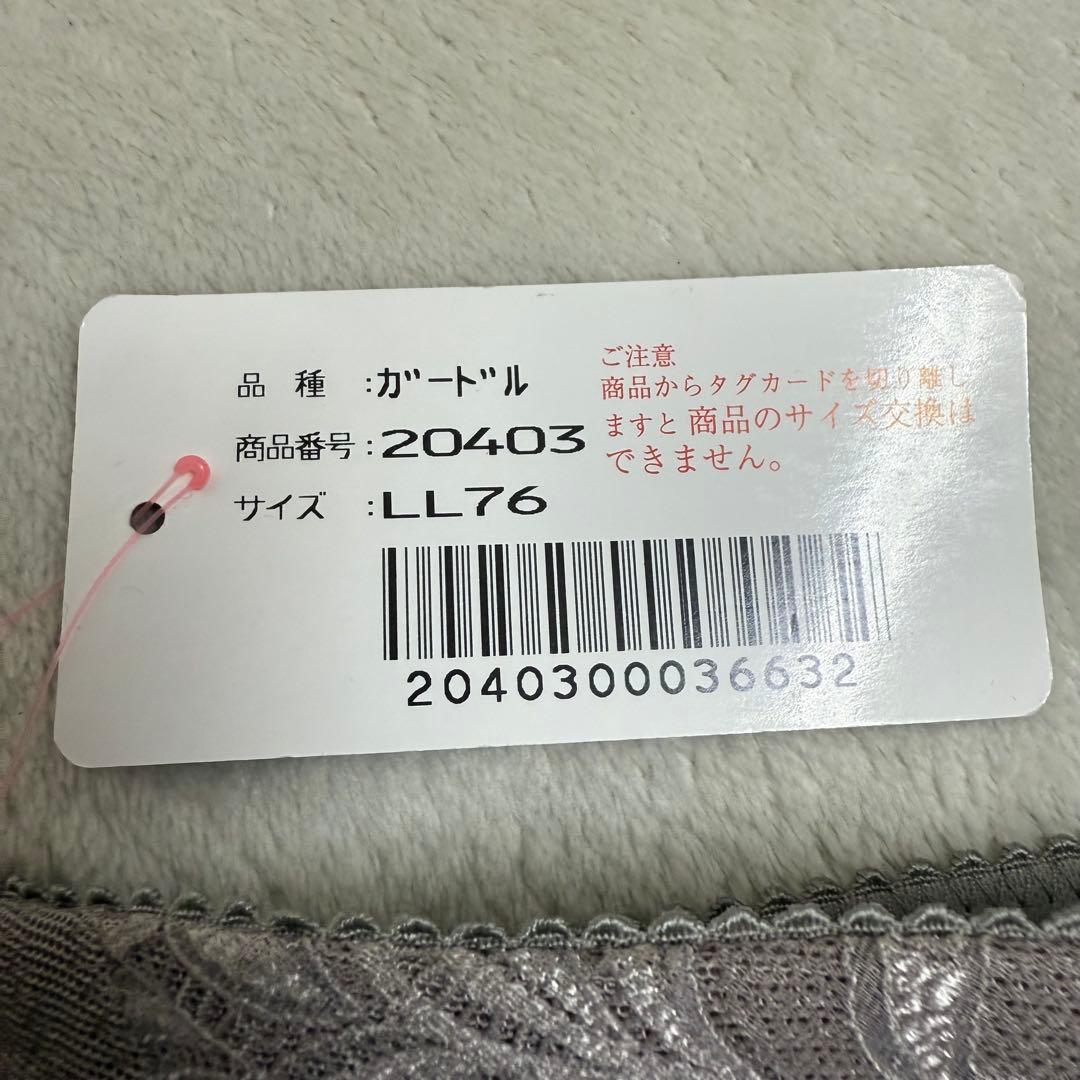 品 種 :ガードル
商品番号:20403
サイズ :LL76
ご注意
商品からタグカードを切り離し
ますと商品のサイズ交換は
できません。
2040300036632